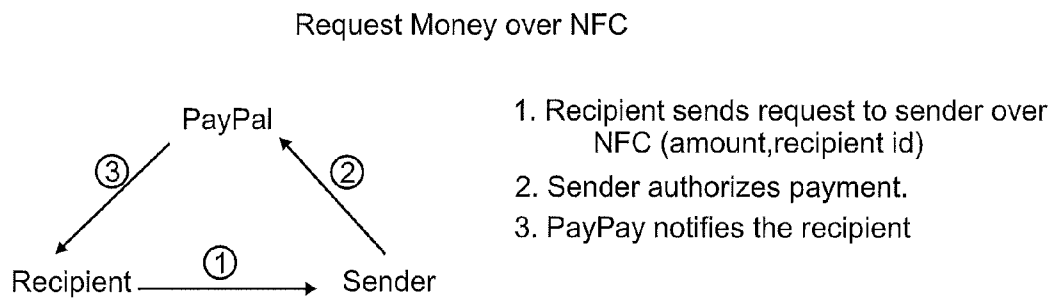 Request Money over NFC
PayPal
③
②
Recipient
①
Sender
1. Recipient sends request to sender over
NFC (amount,recipient id)
2. Sender authorizes payment.
3. PayPay notifies the recipient